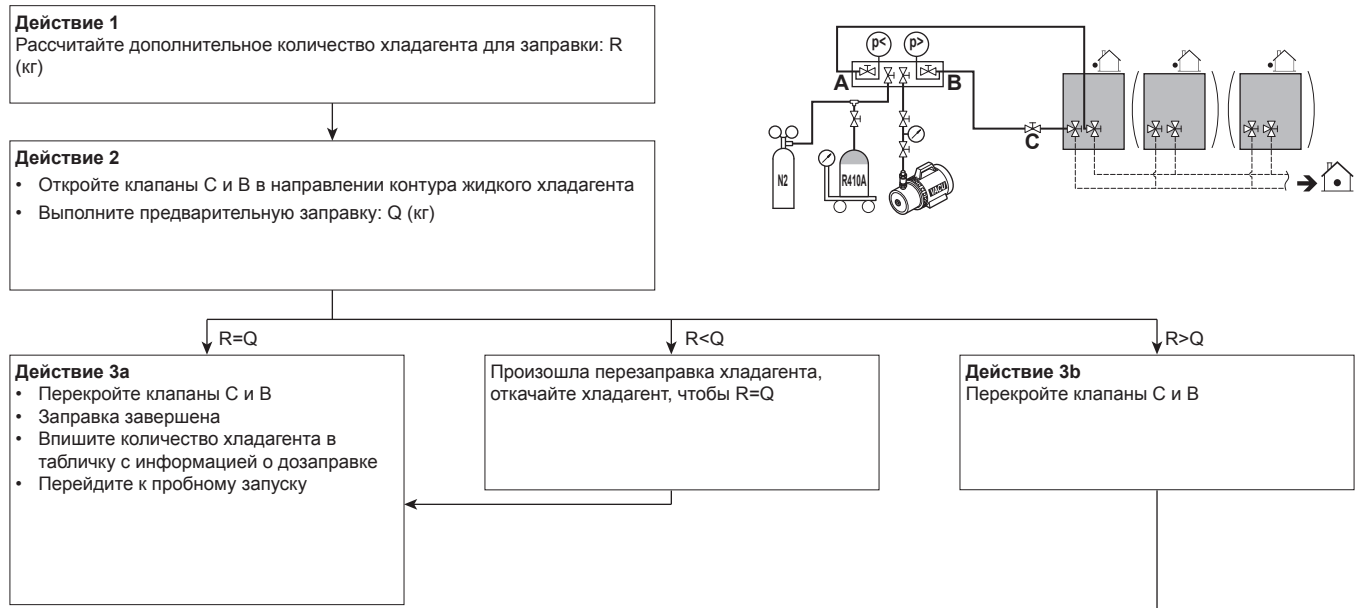 Действие 1
Рассчитайте дополнительное количество хладагента для заправки: R
(кг)
p< p>
A B
C
N2
R410A
VACU
Действие 2
• Откройте клапаны C и B в направлении контура жидкого хладагента
• Выполните предварительную заправку: Q (кг)
R=Q
R<Q
R>Q
Действие 3a
• Перекройте клапаны C и B
• Заправка завершена
• Впишите количество хладагента в
табличку с информацией о дозаправке
• Перейдите к пробному запуску
Произошла перезаправка хладагента,
откачайте хладагент, чтобы R=Q
Действие 3b
Перекройте клапаны C и B